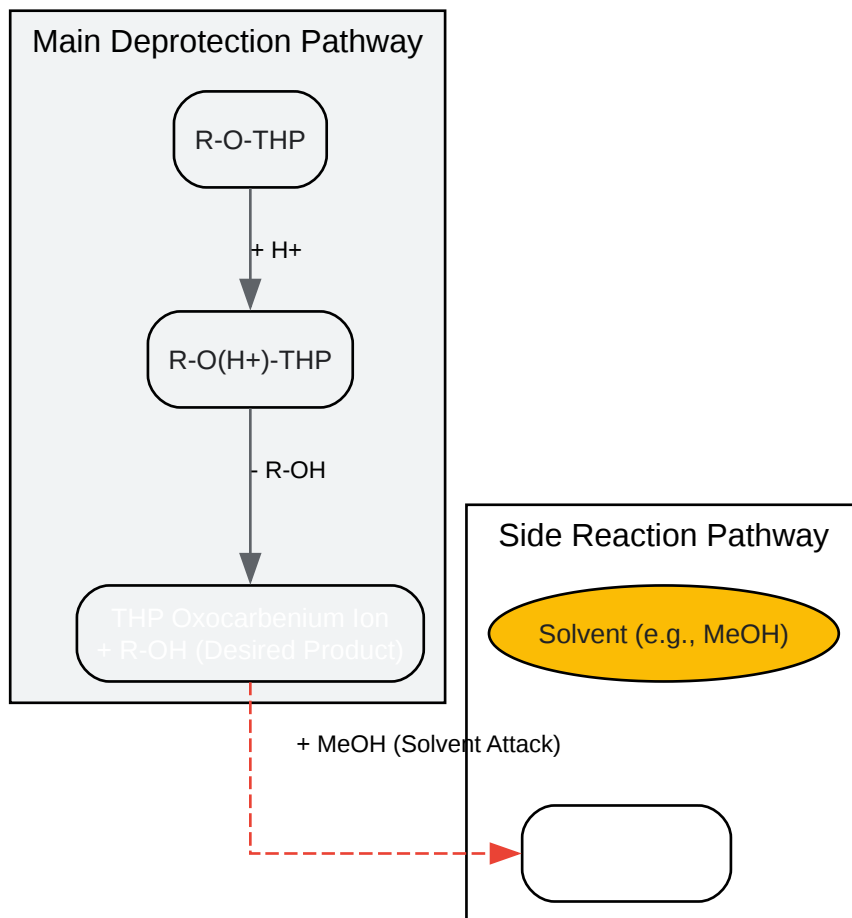 Main Deprotection Pathway
R-O-THP
+ H+
R-O(H+)-THP
- R-OH
THP Oxocarbenium Ion
+ R-OH (Desired Product)
Side Reaction Pathway
Solvent (e.g., MeOH)
+ MeOH (Solvent Attack)